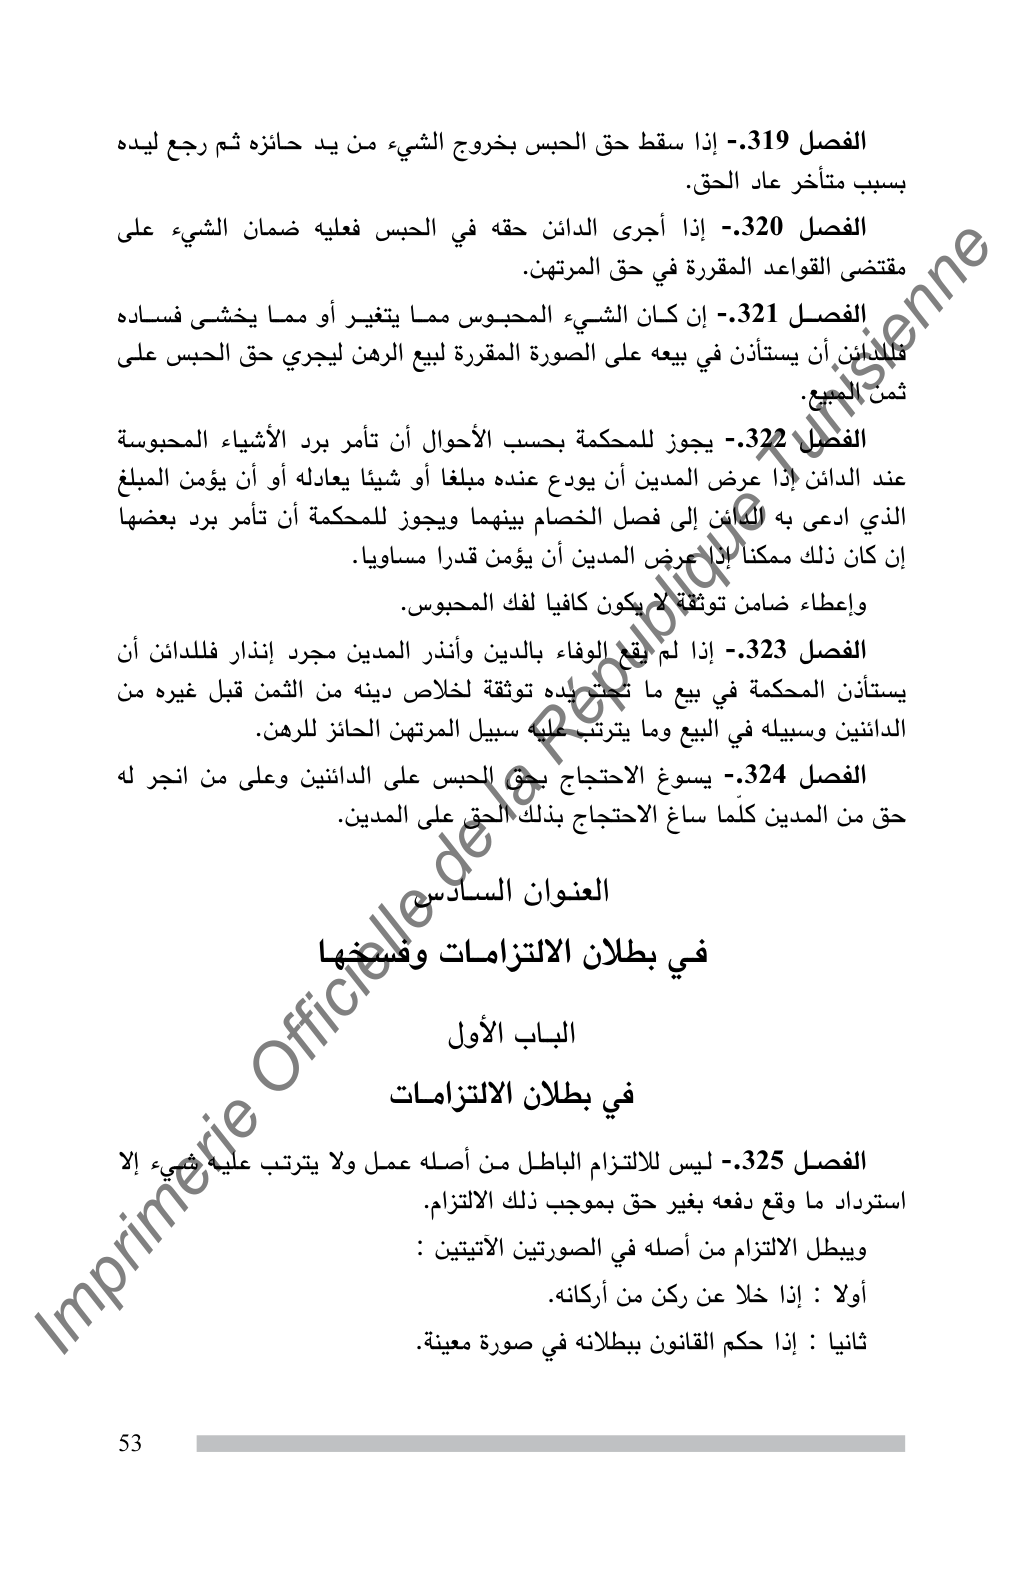 الفصل 319.- إذا سقط حق الحبس بخروج الشيء من يد حائزه ثم رجع ليده
بسبب متأخر عاد الحق.
الفصل 320.- إذا أجرى الدائن حقه في الحبس فعليه ضمان الشيء على
مقتضى القواعد المقررة في حق المرتهن.
الفصل 321.- إن كان الشيء المحبوس مما يتغير أو مما يخشى فساده
فللدائن أن يستأذن في بيعه على الصورة المقررة لبيع الرهن ليجري حق الحبس على
ثمن المبيع.
الفصل 322.- يجوز للمحكمة بحسب الأحوال أن تأمر برد الأشياء المحبوسة
عند الدائن إذا عرض المدين أن يودع عنده مبلغا أو شيئا يعادله أو أن يؤمن المبلغ
الذي ادعى به الدائن إلى فصل الخصام بينهما ويجوز للمحكمة أن تأمر برد بعضها
إن كان ذلك ممكنا إذا عرض المدين أن يؤمن قدرا مساويا.
وإعطاء ضامن توثقة لا يكون كافيا لفك المحبوس.
الفصل 323.- إذا لم يقع الوفاء بالدين وأنذر المدين مجرد إنذار فللدائن أن
يستأذن المحكمة في بيع ما تحت يده توثقة لخلاص دينه من الثمن قبل غيره من
الدائنين وسبيله في البيع وما يترتب عليه سبيل المرتهن الحائز للرهن.
الفصل 324.- يسوغ الاحتجاج بحق الحبس على الدائنين وعلى من انجر له
حق من المدين كلّما ساغ الاحتجاج بذلك الحق على المدين.
العنوان السادس
في بطلان الالتزامات وفسخها
الباب الأول
في بطلان الالتزامات
الفصل 325.- ليس للالتزام الباطل من أصله عمل ولا يترتب عليه شيء إلا
استرداد ما وقع دفعه بغير حق بموجب ذلك الالتزام.
ويبطل الالتزام من أصله في الصورتين الآتيتين :
أولا : إذا خلا عن ركن من أركانه.
ثانيا : إذا حكم القانون ببطلانه في صورة معينة.
53
Imprimerie Officielle de la République Tunisienne